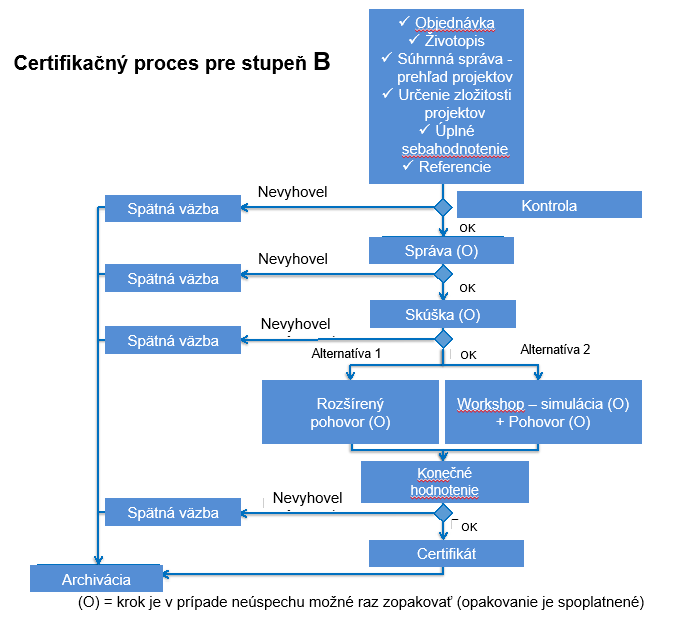 Certifikačný proces pre stupeň B
✓ Objednávka
✓ Životopis
✓ Súhrnná správa -
prehľad projektov
✓ Určenie zložitosti
projektov
✓ Úplné
sebahodnotenie
✓ Referencie
Nevyhovel
Spätná väzba
Kontrola
OK
Správa (O)
Nevyhovel
Spätná väzba
OK
Skúška (O)
Nevyhovel
Spätná väzba
Alternatíva 1
OK
Alternatíva 2
Rozšírený
pohovor (O)
Workshop – simulácia (O)
+ Pohovor (O)
Konečné
hodnotenie
Nevyhovel
Spätná väzba
OK
Certifikát
Archivácia
(O) = krok je v prípade neúspechu možné raz zopakovať (opakovanie je spoplatnené)